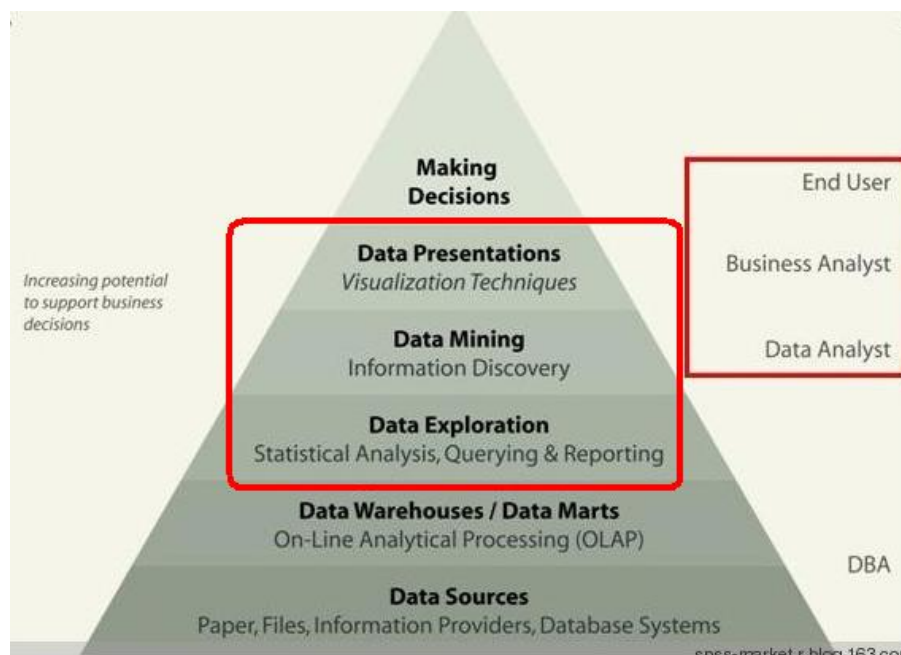 Making
Decisions
End User
Data Presentations
Visualization Techniques
Business Analyst
Increasing potential
to support business
decisions
Data Mining
Information Discovery
Data Analyst
Data Exploration
Statistical Analysis, Querying & Reporting
Data Warehouses / Data Marts
On-Line Analytical Processing (OLAP)
DBA
Data Sources
Paper, Files, Information Providers, Database Systems